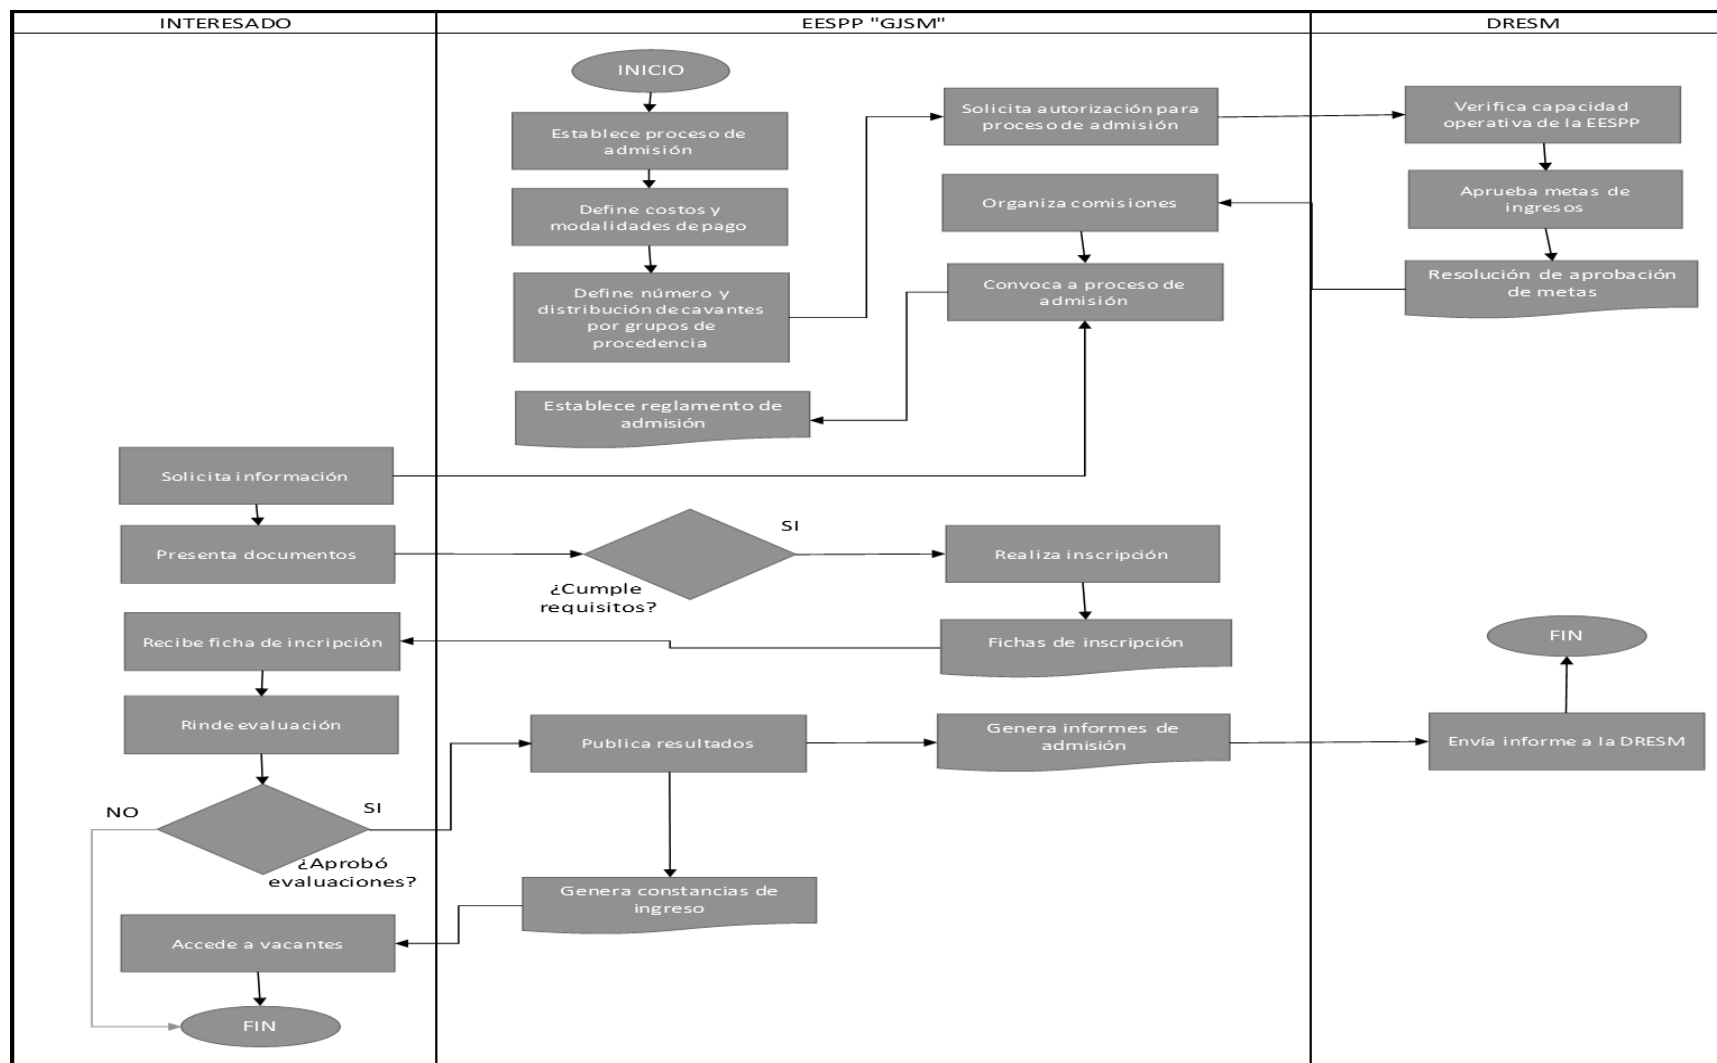 INTERESADO
EESPP "GJSM"
DRESM
INICIO
Establece proceso de
admisión
Define costos y
modalidades de pago
Define número y
distribución de cavantes
por grupos de
procedencia
Solicita autorización para
proceso de admisión
Verifica capacidad
operativa de la EESPP
Aprueba metas de
ingresos
Resolución de aprobación
de metas
Organiza comisiones
Convoca a proceso de
admisión
Establece reglamento de
admisión
Solicita información
Presenta documentos
¿Cumple
requisitos?
SI
Realiza inscripción
Fichas de inscripción
Recibe ficha de incripción
Rinde evaluación
¿Aprobó
evaluaciones?
NO
SI
Publica resultados
Genera informes de
admisión
Envía informe a la DRESM
FIN
Genera constancias de
ingreso
Accede a vacantes
FIN